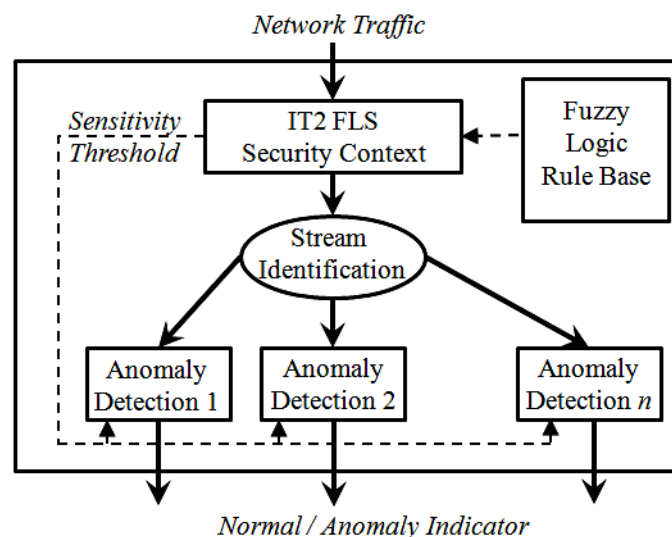 Network Traffic
Sensitivity
Threshold
IT2 FLS
Security Context
Fuzzy
Logic
Rule Base
Stream
Identification
Anomaly
Detection 1
Anomaly
Detection 2
Anomaly
Detection n
Normal / Anomaly Indicator